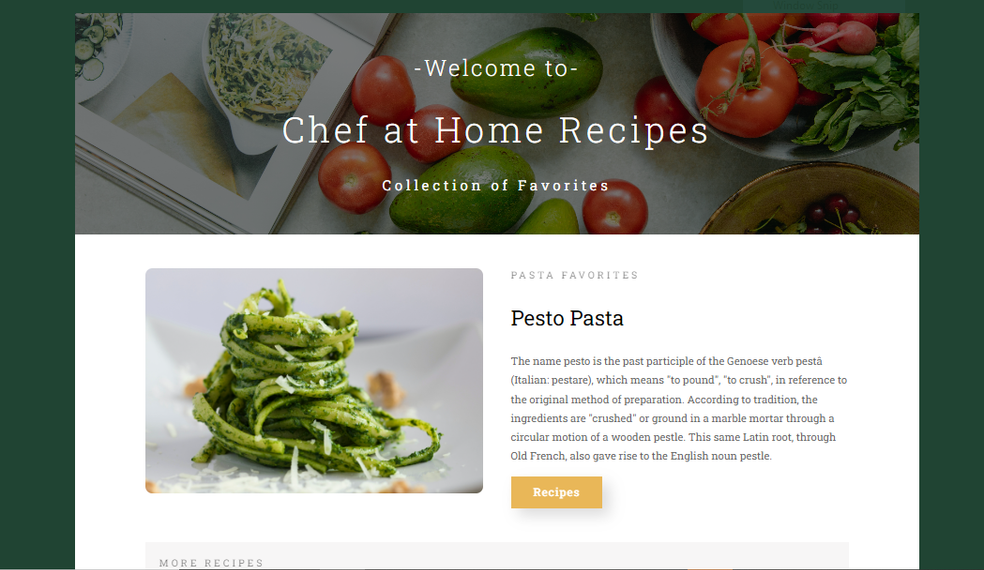 -Welcome to-
Chef at Home Recipes
Collection of Favorites
PASTA FAVORITES
Pesto Pasta
The name pesto is the past participle of the Genoese verb pestâ
(Italian: pestare), which means "to pound", "to crush", in reference to
the original method of preparation. According to tradition, the
ingredients are "crushed" or ground in a marble mortar through a
circular motion of a wooden pestle. This same Latin root, through
Old French, also gave rise to the English noun pestle.
Recipes
MORE RECIPES